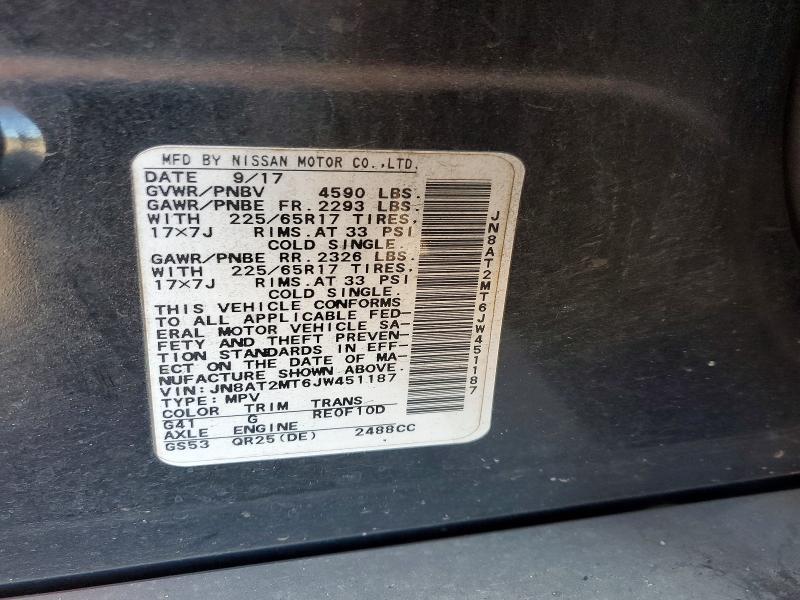 MFD BY NISSAN MOTOR CO.,LTD.
DATE 9/17
GVWR/PNBV 4590 LBS.
GAWR/PNBE FR. 2293 LBS.
WITH 225/65R17 TIRES,
17×7J RIMS.AT 33 PSI
COLD SINGLE.
GAWR/PNBE RR. 2326 LBS.
WITH 225/65R17 TIRES,
17×7J RIMS.AT 33 PSI
COLD SINGLE.
THIS VEHICLE CONFORMS
TO ALL APPLICABLE FED-
ERAL MOTOR VEHICLE SA-
FETY AND THEFT PREVEN-
TION STANDARDS IN EFF-
ECT ON THE DATE OF MA-
NUFACTURE SHOWN ABOVE.
VIN:JN8AT2MT6JW451187
TYPE:MPV
COLOR TRIM TRANS
G41 G RE0F10D
AXLE ENGINE
GS53 QR25(DE) 2488CC
JN8AT2MT6JW451187